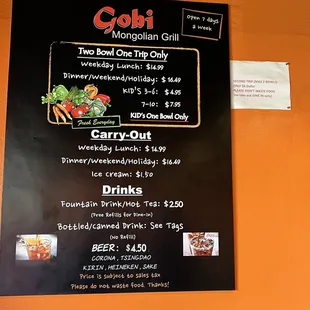 Gobi
Mongolian Grill
Open 7 days
a week
Two Bowl One Trip Only
Weekday Lunch: $14.99
Dinner/Weekend/Holiday: $16.49
KID'S 3-6: $4.95
7-10: $7.95
KID's One Bowl Only
Fresh Everyday
Carry-Out
Weekday Lunch: $14.99
Dinner/Weekend/Holiday: $16.49
Ice Cream: $1.50
Drinks
Fountain Drink/Hot Tea: $2.50
(Free Refills for Dine-In)
Bottled/Canned Drink: See Tags
(No Refill)
BEER: $4.50
CORONA, TSINGDAO
KIRIN, HEINEKEN, SAKE
Price is subject to sales tax
Please do not waste food. Thanks!